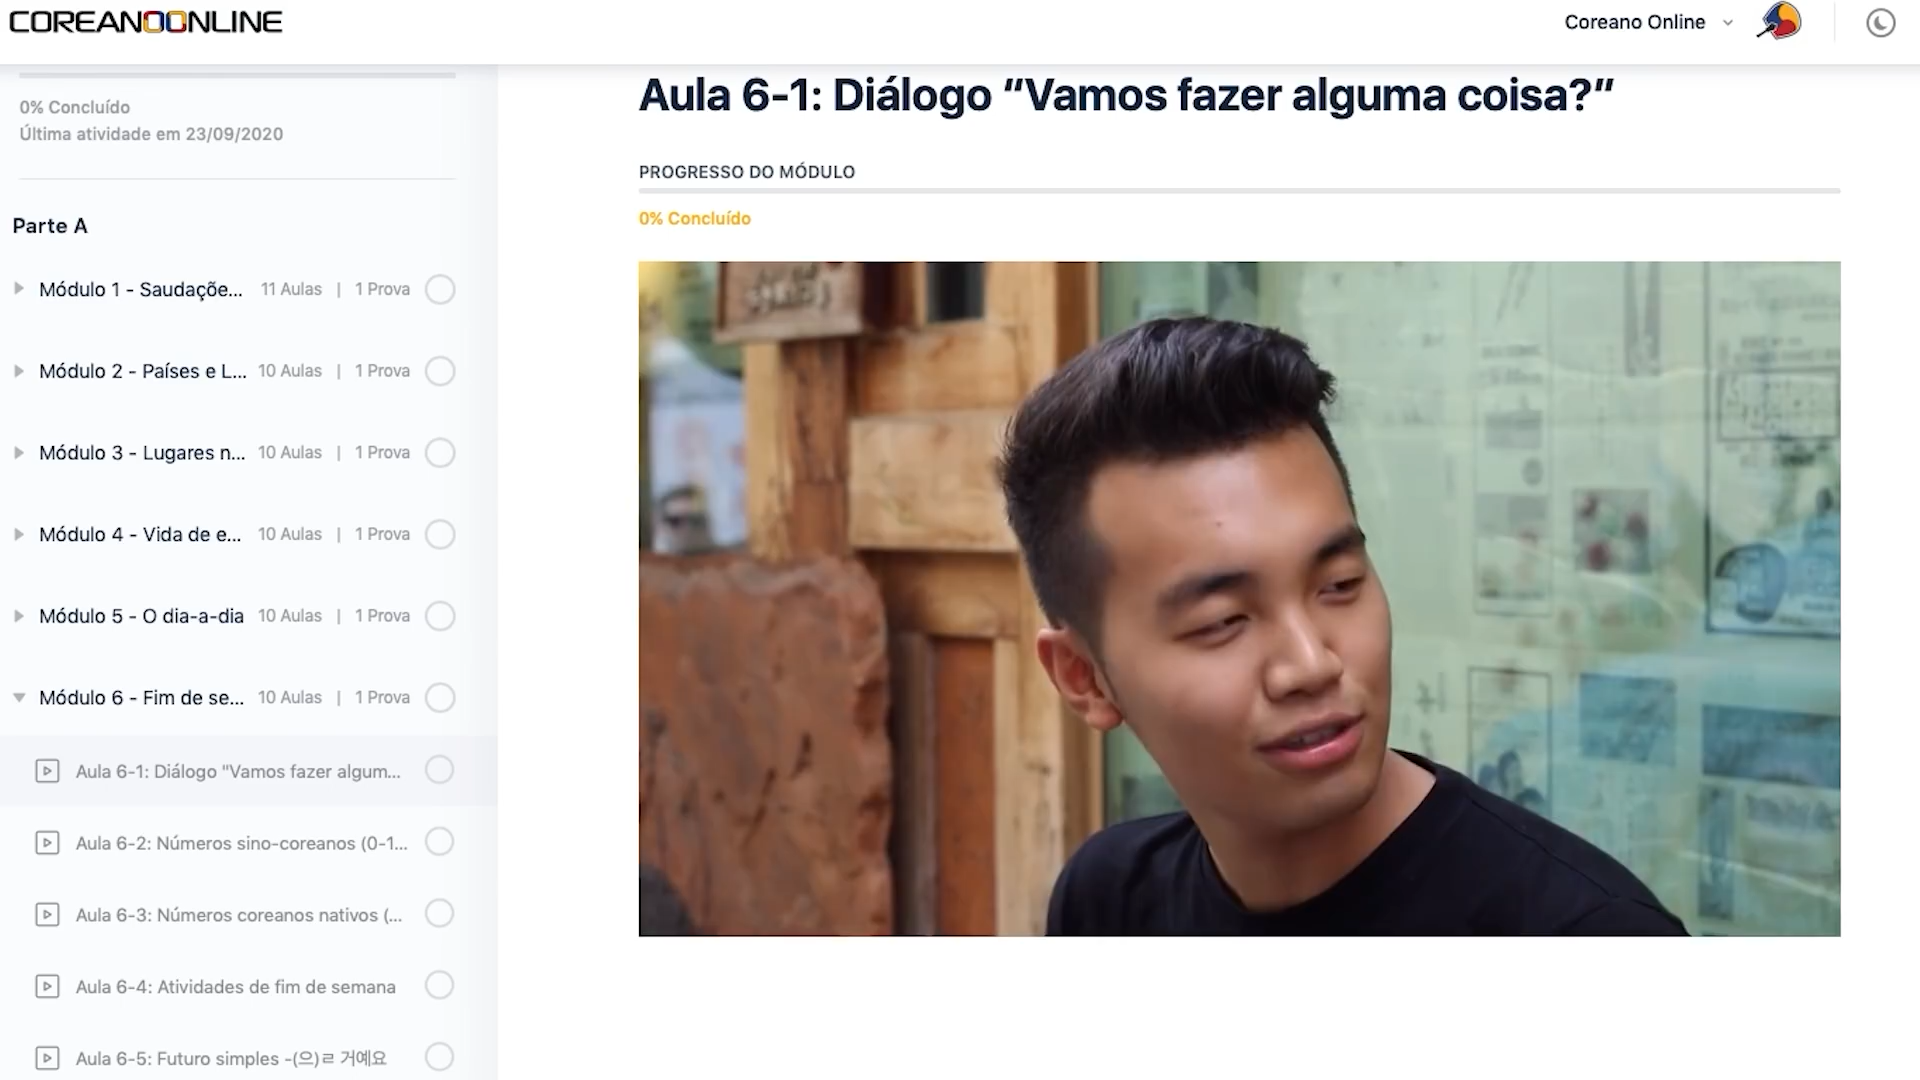 COREANOONLINE
Coreano Online
0% Concluído
Última atividade em 23/09/2020
Parte A
Módulo 1 - Saudaçõe... 11 Aulas | 1 Prova
Módulo 2 - Países e L... 10 Aulas | 1 Prova
Módulo 3 - Lugares n... 10 Aulas | 1 Prova
Módulo 4 - Vida de e... 10 Aulas | 1 Prova
Módulo 5 - O dia-a-dia 10 Aulas | 1 Prova
Módulo 6 - Fim de se... 10 Aulas | 1 Prova
Aula 6-1: Diálogo "Vamos fazer algum...
Aula 6-2: Números sino-coreanos (0-1...
Aula 6-3: Números coreanos nativos (...
Aula 6-4: Atividades de fim de semana
Aula 6-5: Futuro simples -(으)ㄹ 거예요
Aula 6-1: Diálogo “Vamos fazer alguma coisa?”
PROGRESSO DO MÓDULO
0% Concluído